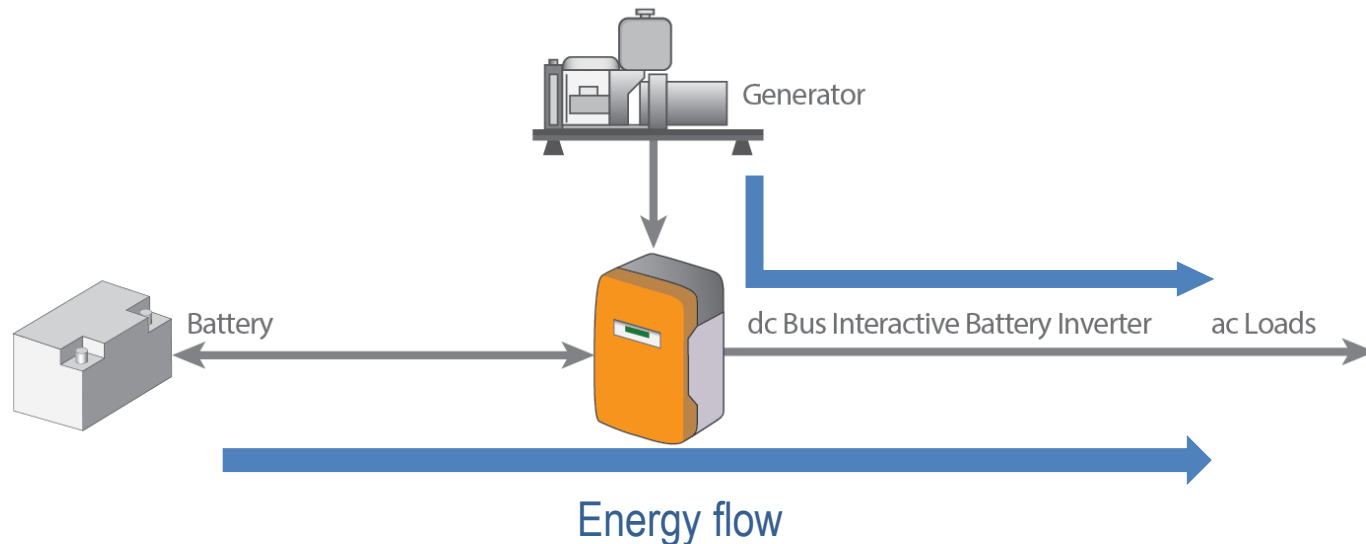 Generator
Battery
dc Bus Interactive Battery Inverter
ac Loads
Energy flow